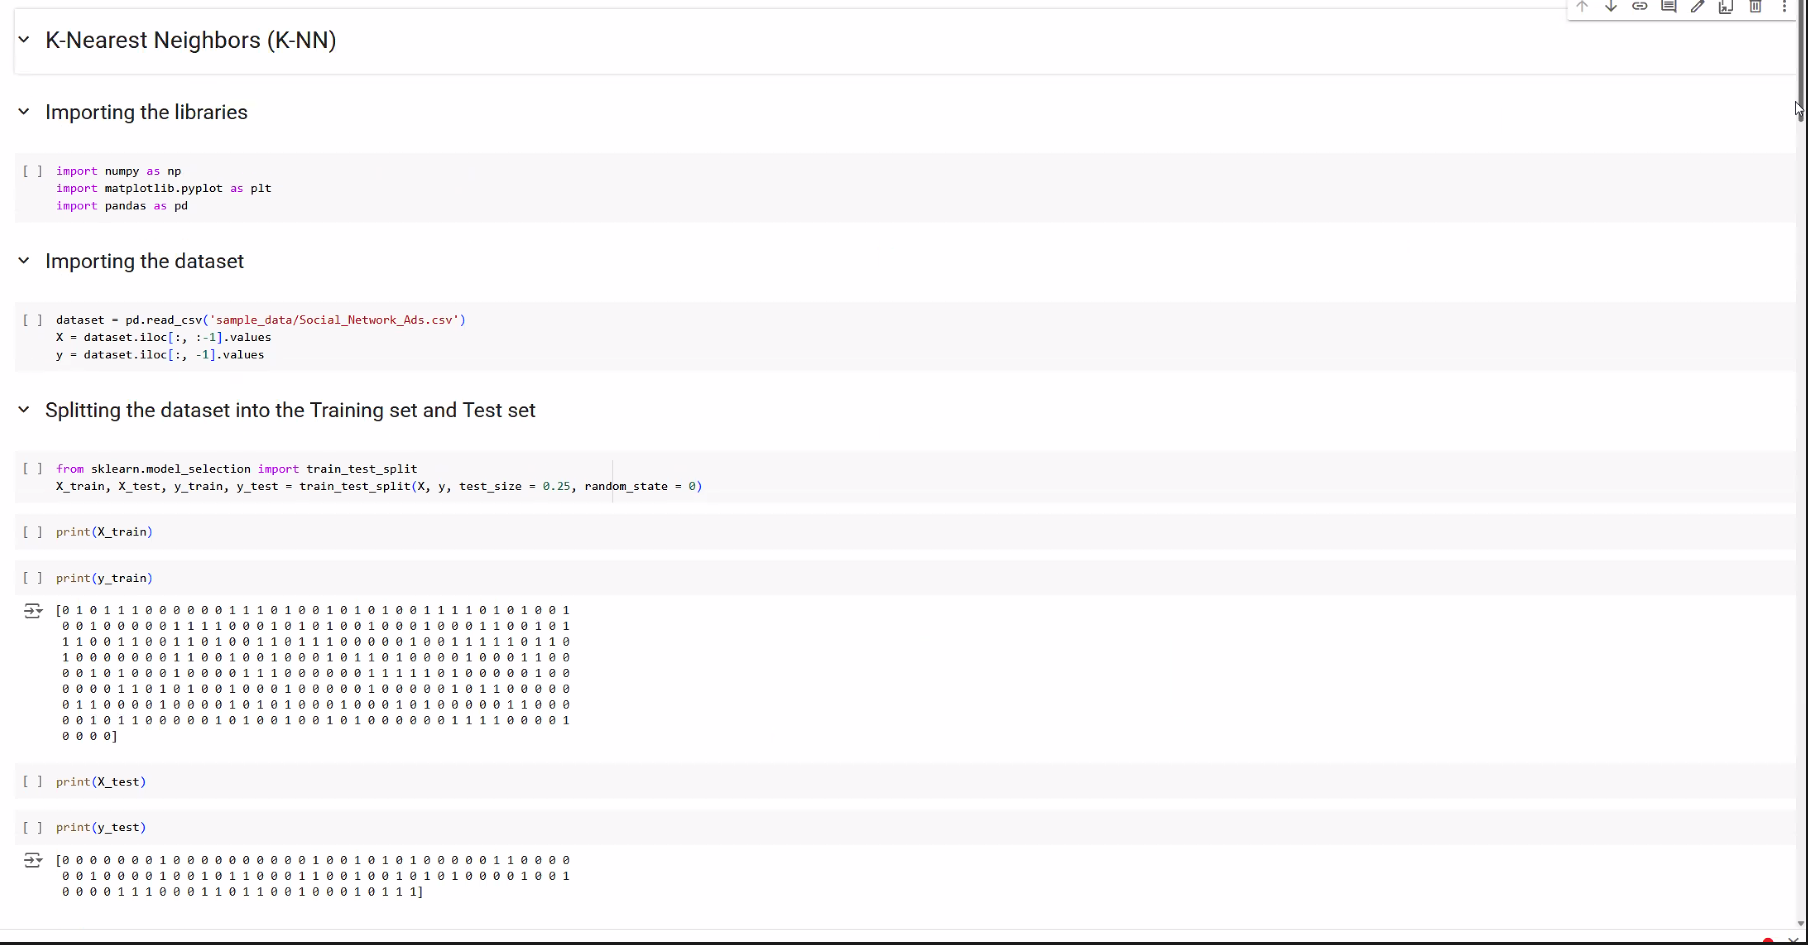 K-Nearest Neighbors (K-NN)
Importing the libraries
[ ] import numpy as np
import matplotlib.pyplot as plt
import pandas as pd
Importing the dataset
[ ] dataset = pd.read_csv('sample_data/Social_Network_Ads.csv')
X = dataset.iloc[:, :-1].values
y = dataset.iloc[:, -1].values
Splitting the dataset into the Training set and Test set
[ ] from sklearn.model_selection import train_test_split
X_train, X_test, y_train, y_test = train_test_split(X, y, test_size = 0.25, random_state = 0)
[ ] print(X_train)
[ ] print(y_train)
[0 1 0 1 1 1 0 0 0 0 0 0 1 1 1 0 1 0 0 1 0 1 0 1 0 0 1 1 1 1 0 1 0 1 0 0 1
0 0 1 0 0 0 0 0 1 1 1 1 0 0 0 1 0 1 0 1 0 0 1 0 0 0 1 0 0 0 1 1 0 0 1 0 1
1 1 0 0 1 1 0 0 1 1 0 1 0 0 1 1 0 1 1 1 0 0 0 0 0 1 0 0 1 1 1 1 1 0 1 1 0
1 0 0 0 0 0 0 0 1 1 0 0 1 0 0 1 0 0 0 1 0 1 1 0 1 0 0 0 0 1 0 0 0 1 1 0 0
0 0 1 0 1 0 0 0 1 0 0 0 0 1 1 1 0 0 0 0 0 0 1 1 1 1 1 0 1 0 0 0 0 0 1 0 0
0 0 0 0 1 1 0 1 0 1 0 0 1 0 0 0 1 0 0 0 0 0 1 0 0 0 0 0 1 0 1 1 0 0 0 0 0
0 1 1 0 0 0 0 1 0 0 0 0 1 0 1 0 1 0 0 0 1 0 0 0 1 0 1 0 0 0 0 0 1 1 0 0 0
0 0 1 0 1 1 0 0 0 0 0 1 0 1 0 0 1 0 0 1 0 1 0 0 0 0 0 0 1 1 1 1 0 0 0 0 1
0 0 0 0]
[ ] print(X_test)
[ ] print(y_test)
[0 0 0 0 0 0 0 1 0 0 0 0 0 0 0 0 0 0 1 0 0 1 0 1 0 1 0 0 0 0 0 1 1 0 0 0 0
0 0 1 0 0 0 0 1 0 0 1 0 1 1 0 0 0 1 1 0 0 1 0 0 1 0 1 0 1 0 0 0 0 1 0 0 1
0 0 0 0 1 1 1 0 0 0 1 1 0 1 1 0 0 1 0 0 0 1 0 1 1 1]